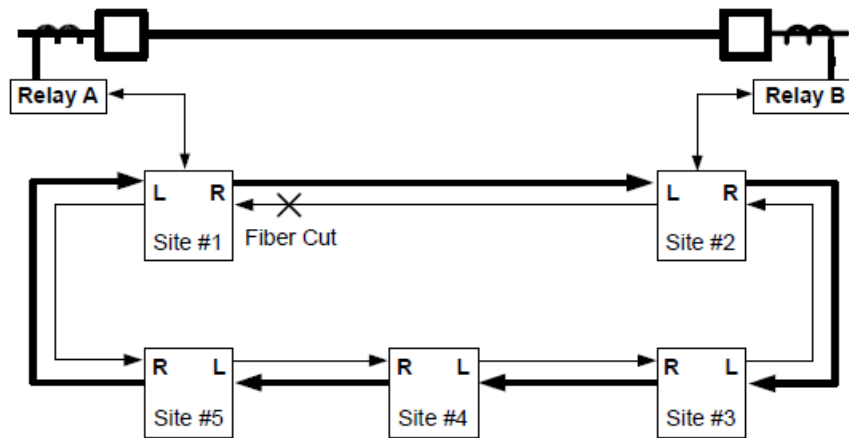 Relay A
Relay B
L R
Site #1
Fiber Cut
L R
Site #2
R L
Site #5
R L
Site #4
R L
Site #3